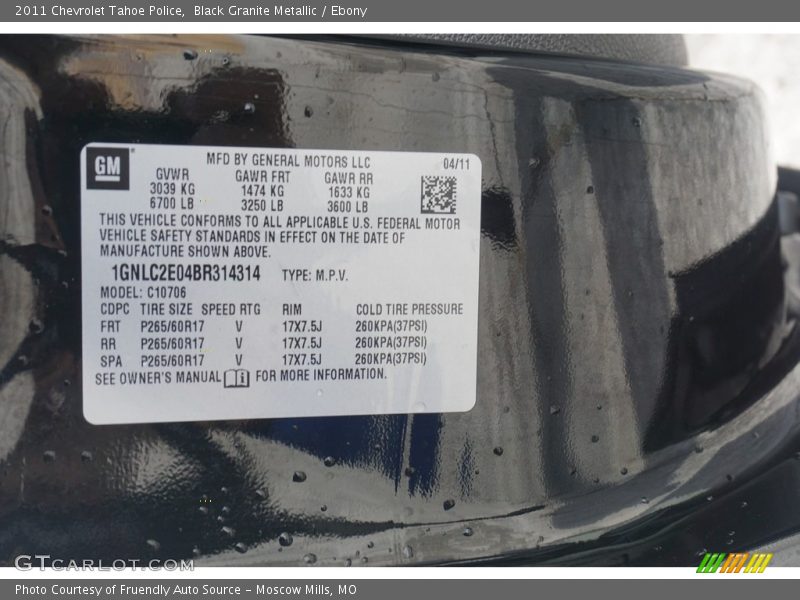 2011 Chevrolet Tahoe Police,  Black Granite Metallic / Ebony
GM
MFD BY GENERAL MOTORS LLC 04/11
GVWR GAWR FRT GAWR RR
3039 KG 1474 KG 1633 KG
6700 LB 3250 LB 3600 LB
THIS VEHICLE CONFORMS TO ALL APPLICABLE U.S. FEDERAL MOTOR
VEHICLE SAFETY STANDARDS IN EFFECT ON THE DATE OF
MANUFACTURE SHOWN ABOVE.
1GNLC2E04BR314314 TYPE: M.P.V.
MODEL: C10706
CDPC TIRE SIZE SPEED RTG RIM COLD TIRE PRESSURE
FRT P265/60R17 V 17X7.5J 260KPA(37PSI)
RR P265/60R17 V 17X7.5J 260KPA(37PSI)
SPA P265/60R17 V 17X7.5J 260KPA(37PSI)
SEE OWNER'S MANUAL FOR MORE INFORMATION.
GTCarLot.com
Photo Courtesy of Fruendly Auto Source – Moscow Mills, MO